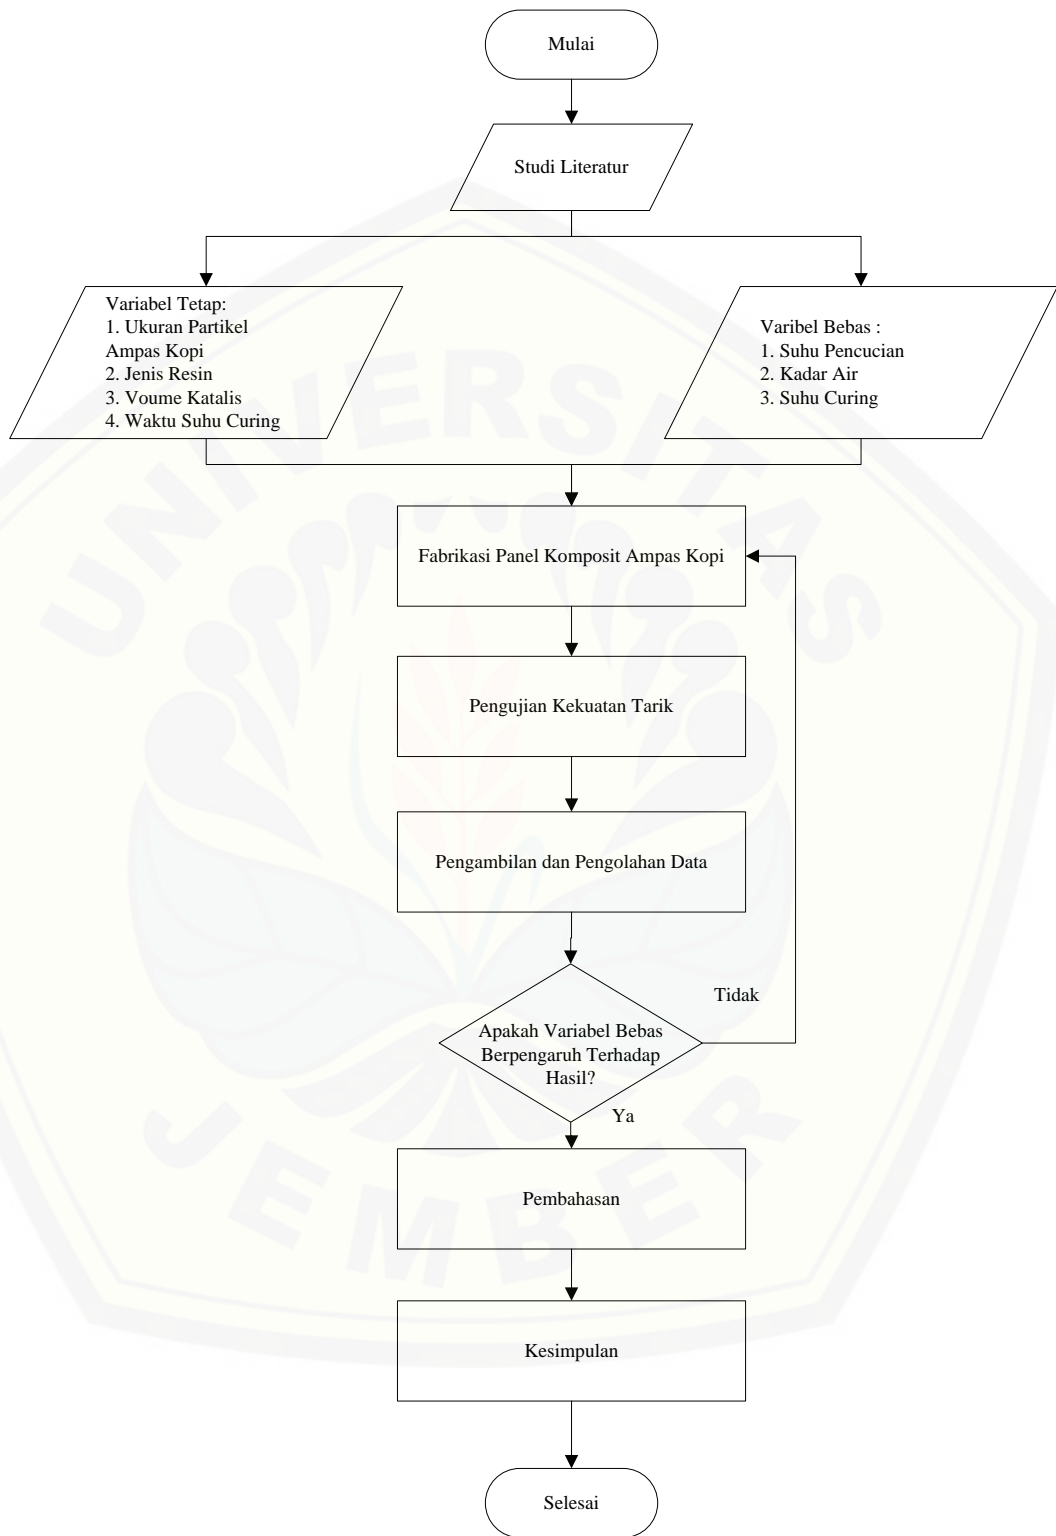 Mulai
Studi Literatur
Variabel Tetap:
1. Ukuran Partikel
Ampas Kopi
2. Jenis Resin
3. Voume Katalis
4. Waktu Suhu Curing
Varibel Bebas :
1. Suhu Pencucian
2. Kadar Air
3. Suhu Curing
Fabrikasi Panel Komposit Ampas Kopi
Pengujian Kekuatan Tarik
Pengambilan dan Pengolahan Data
Apakah Variabel Bebas
Berpengaruh Terhadap
Hasil?
Tidak
Ya
Pembahasan
Kesimpulan
Selesai
UNIVERSITAS
JEMBER